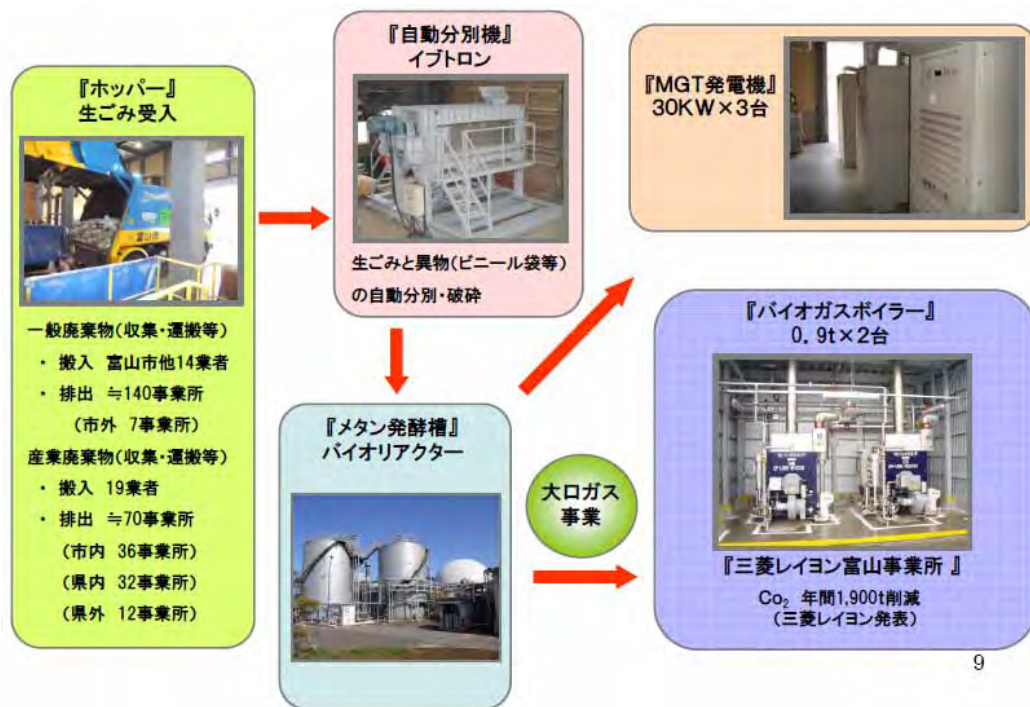 『ホッパー』
生ごみ受入
一般廃棄物(収集・運搬等)
・ 搬入 富山市他14業者
・ 排出 ≒140事業所
(市外 7事業所)
産業廃棄物(収集・運搬等)
・ 搬入 19業者
・ 排出 ≒70事業所
(市内 36事業所)
(県内 32事業所)
(県外 12事業所)
『自動分別機』
イブトロン
生ごみと異物(ビニール袋等)
の自動分別・破砕
『メタン発酵槽』
バイオリアクター
大口ガス
事業
『MGT発電機』
30KW×3台
『バイオガスボイラー』
0.9t×2台
『三菱レイヨン富山事業所 』
Co₂ 年間1,900t削減
(三菱レイヨン発表)
9